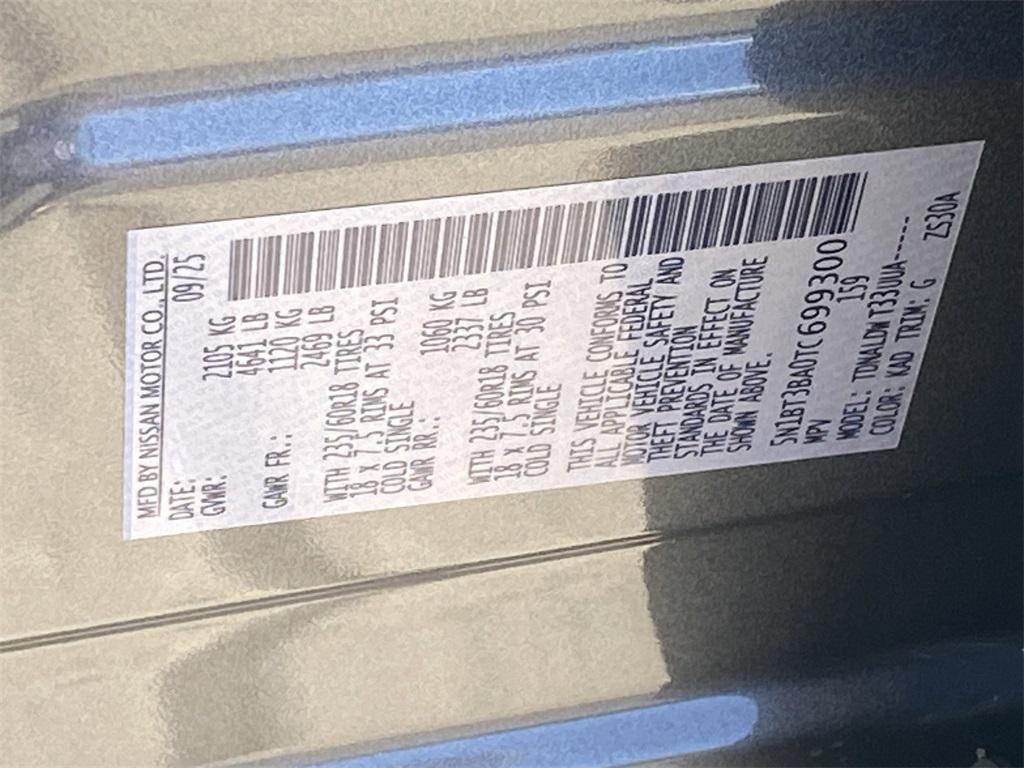 MFD BY NISSAN MOTOR CO., LTD.
DATE: 09/25
GVWR: 2105 KG
4641 LB
GAWR FR.: 1120 KG
2469 LB
WITH 235/60R18 TIRES
18 X 7.5 RIMS AT 33 PSI
COLD SINGLE
GAWR RR.: 1060 KG
2337 LB
WITH 235/60R18 TIRES
18 X 7.5 RIMS AT 30 PSI
COLD SINGLE
THIS VEHICLE CONFORMS TO
ALL APPLICABLE FEDERAL
MOTOR VEHICLE SAFETY AND
THEFT PREVENTION
STANDARDS IN EFFECT ON
THE DATE OF MANUFACTURE
SHOWN ABOVE.
5N1BT3BA0TC699300
MPV 159
MODEL: TDNALDWT33UUA-----
COLOR: KAD TRIM: G ZS30A